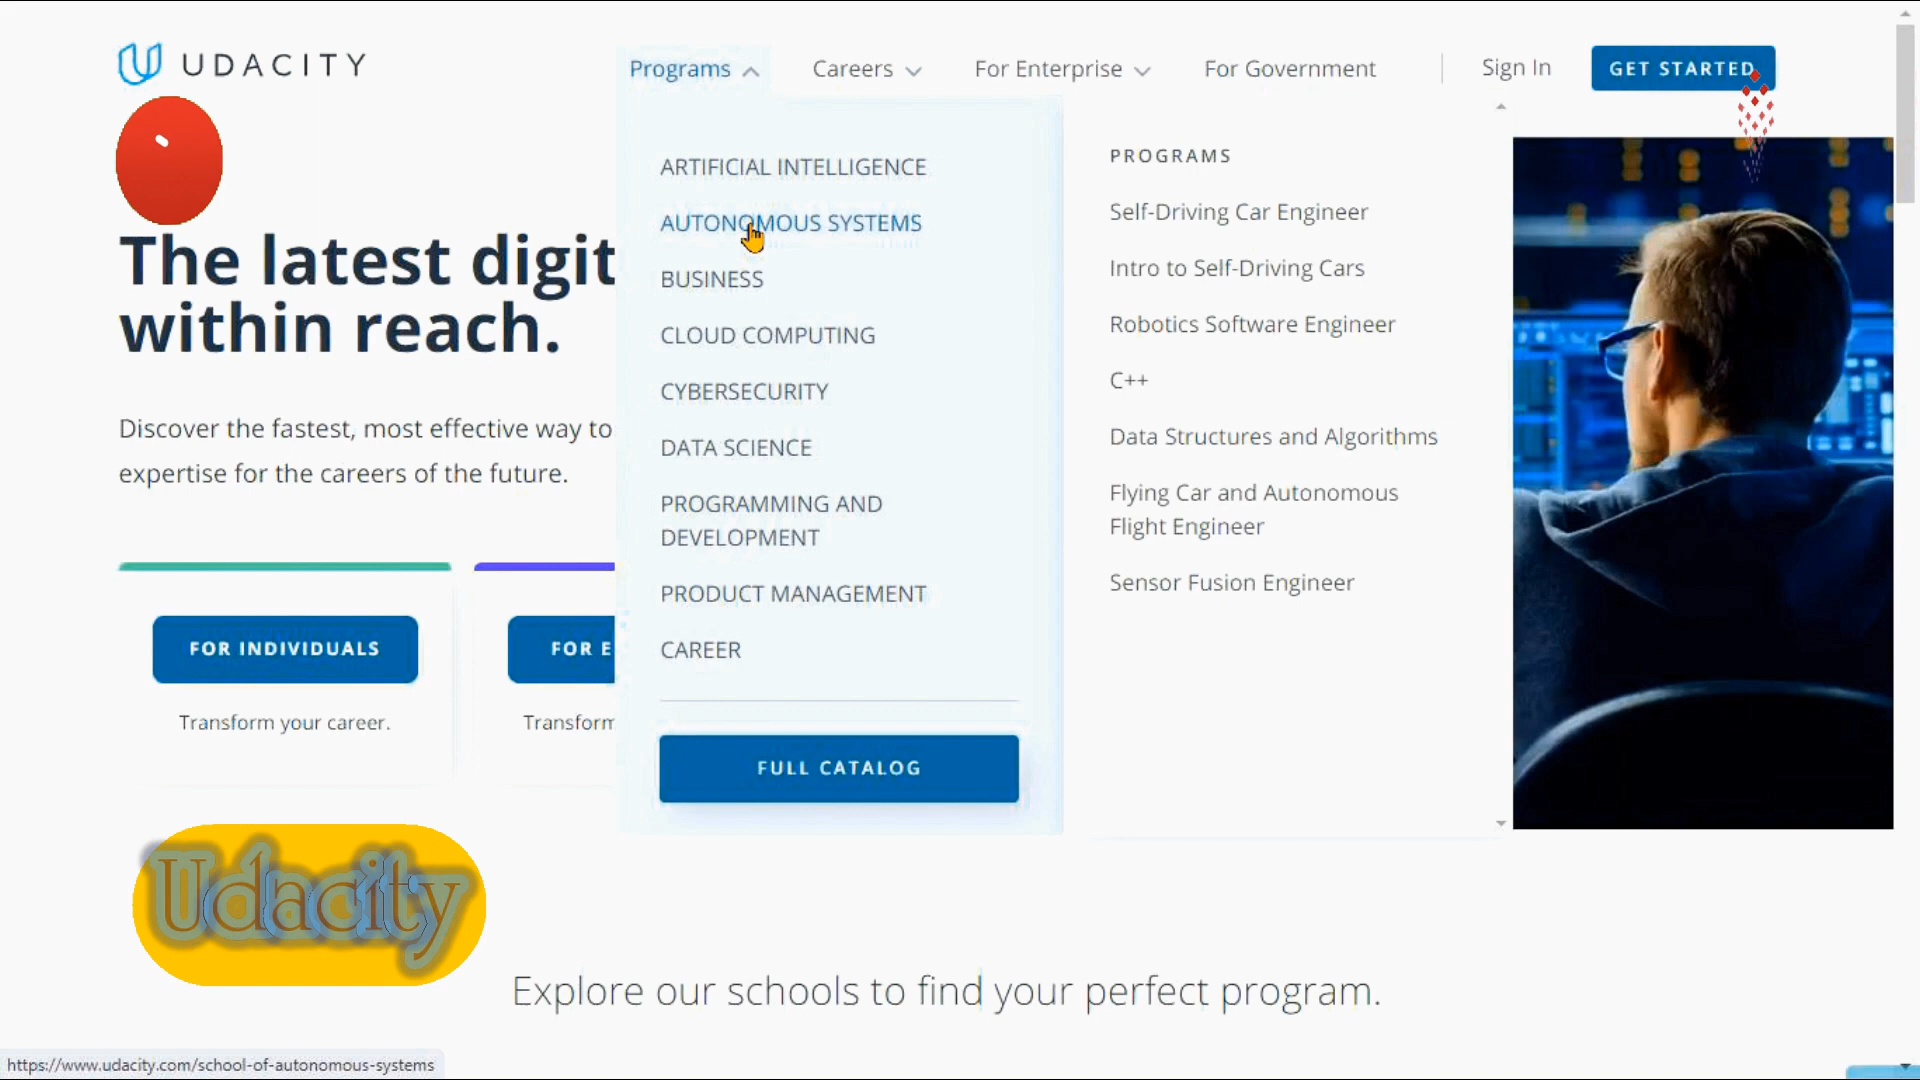 UDACITY
Programs
Careers
For Enterprise
For Government
Sign In
GET STARTED
The latest digit
within reach.
Discover the fastest, most effective way to
expertise for the careers of the future.
FOR INDIVIDUALS
Transform your career.
FOR E
Transform
ARTIFICIAL INTELLIGENCE
AUTONOMOUS SYSTEMS
BUSINESS
CLOUD COMPUTING
CYBERSECURITY
DATA SCIENCE
PROGRAMMING AND
DEVELOPMENT
PRODUCT MANAGEMENT
CAREER
FULL CATALOG
PROGRAMS
Self-Driving Car Engineer
Intro to Self-Driving Cars
Robotics Software Engineer
C++
Data Structures and Algorithms
Flying Car and Autonomous
Flight Engineer
Sensor Fusion Engineer
Udacity
Explore our schools to find your perfect program.
https://www.udacity.com/school-of-autonomous-systems